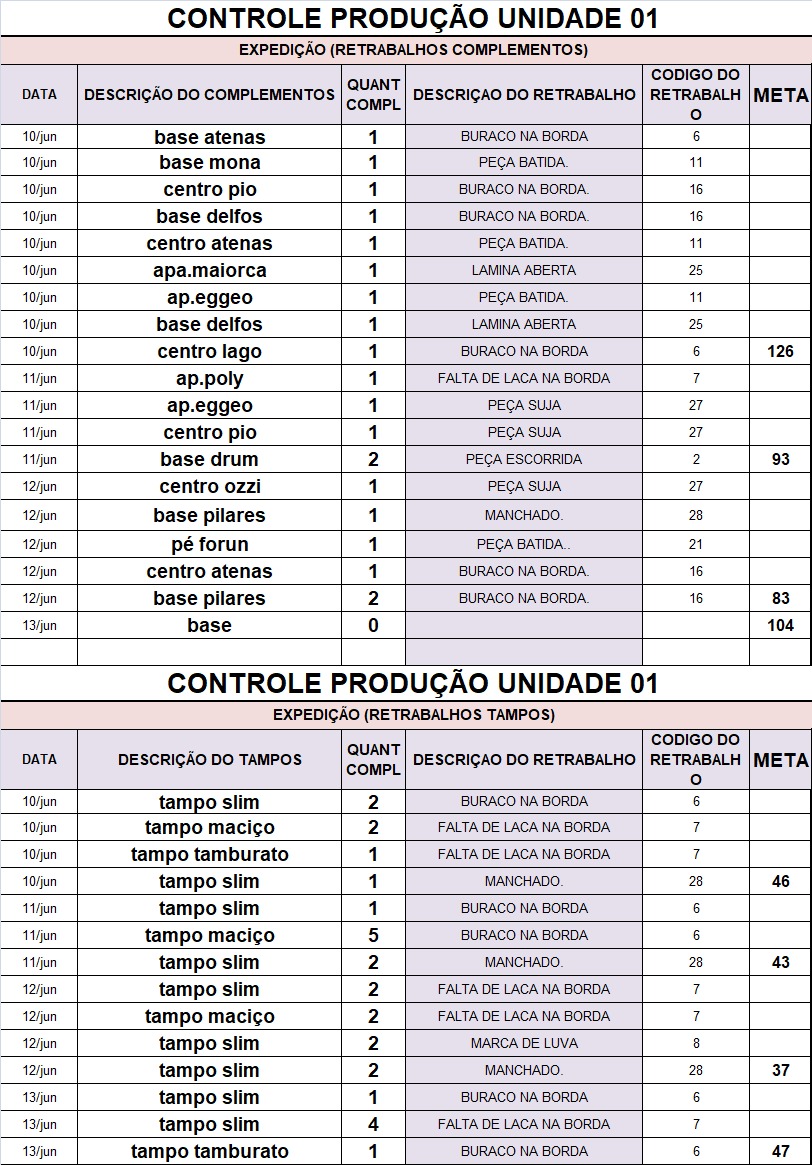 CONTROLE PRODUÇÃO UNIDADE 01
EXPEDIÇÃO (RETRABALHOS COMPLEMENTOS)
DATA DESCRIÇÃO DO COMPLEMENTOS QUANT COMPL DESCRIÇAO DO RETRABALHO CODIGO DO RETRABALHO META
10/jun base atenas 1 BURACO NA BORDA 6
10/jun base mona 1 PEÇA BATIDA. 11
10/jun centro pio 1 BURACO NA BORDA. 16
10/jun base delfos 1 BURACO NA BORDA. 16
10/jun centro atenas 1 PEÇA BATIDA. 11
10/jun apa.maiorca 1 LAMINA ABERTA 25
10/jun ap.eggeo 1 PEÇA BATIDA. 11
10/jun base delfos 1 LAMINA ABERTA 25
10/jun centro lago 1 BURACO NA BORDA 6 126
11/jun ap.poly 1 FALTA DE LACA NA BORDA 7
11/jun ap.eggeo 1 PEÇA SUJA 27
11/jun centro pio 1 PEÇA SUJA 27
11/jun base drum 2 PEÇA ESCORRIDA 2 93
12/jun centro ozzi 1 PEÇA SUJA 27
12/jun base pilares 1 MANCHADO. 28
12/jun pé forun 1 PEÇA BATIDA.. 21
12/jun centro atenas 1 BURACO NA BORDA. 16
12/jun base pilares 2 BURACO NA BORDA. 16 83
13/jun base 0 104
CONTROLE PRODUÇÃO UNIDADE 01
EXPEDIÇÃO (RETRABALHOS TAMPOS)
DATA DESCRIÇÃO DO TAMPOS QUANT COMPL DESCRIÇAO DO RETRABALHO CODIGO DO RETRABALHO META
10/jun tampo slim 2 BURACO NA BORDA 6
10/jun tampo maciço 2 FALTA DE LACA NA BORDA 7
10/jun tampo tamburato 1 FALTA DE LACA NA BORDA 7
10/jun tampo slim 1 MANCHADO. 28 46
11/jun tampo slim 1 BURACO NA BORDA 6
11/jun tampo maciço 5 BURACO NA BORDA 6
11/jun tampo slim 2 MANCHADO. 28 43
12/jun tampo slim 2 FALTA DE LACA NA BORDA 7
12/jun tampo maciço 2 FALTA DE LACA NA BORDA 7
12/jun tampo slim 2 MARCA DE LUVA 8
12/jun tampo slim 2 MANCHADO. 28 37
13/jun tampo slim 1 BURACO NA BORDA 6
13/jun tampo slim 4 FALTA DE LACA NA BORDA 7
13/jun tampo tamburato 1 BURACO NA BORDA 6 47